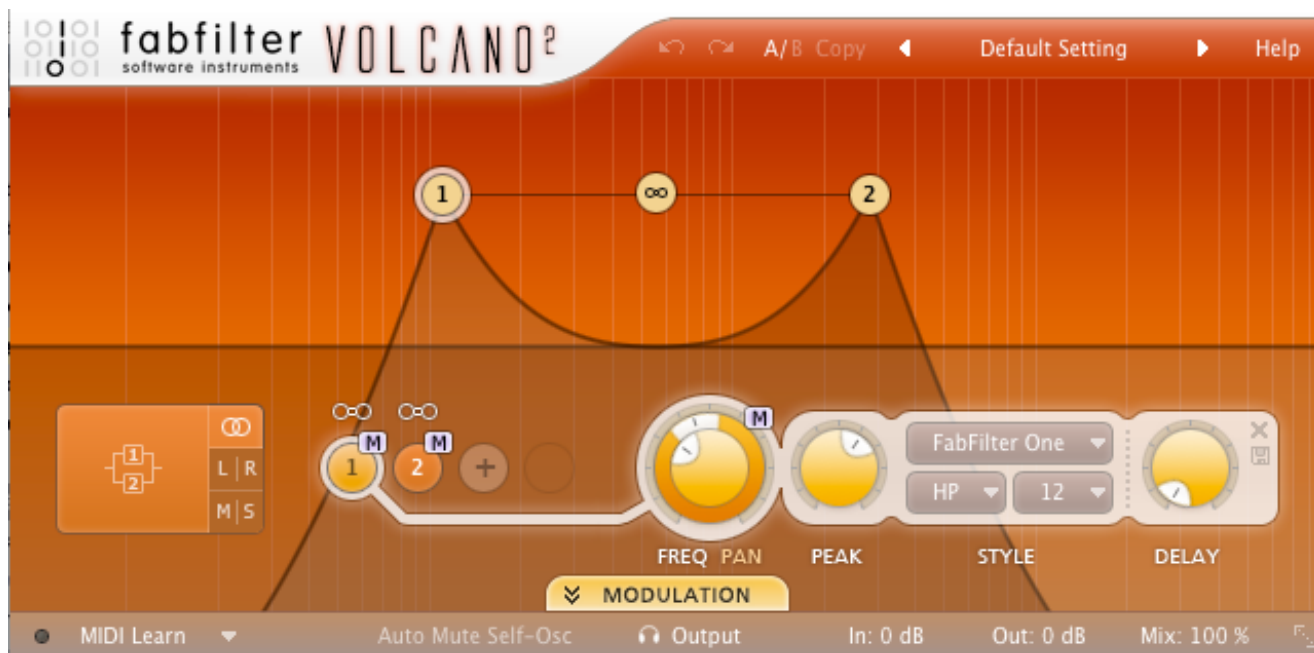 fabfilter
software instruments
VOLCANO²
A/B Copy Default Setting Help
1 ∞ 2
1
2
L|R
M|S
M M M
1 2 +
FabFilter One
HP 12
FREQ PAN PEAK STYLE DELAY
MODULATION
MIDI Learn Auto Mute Self-Osc Output In: 0 dB Out: 0 dB Mix: 100 %